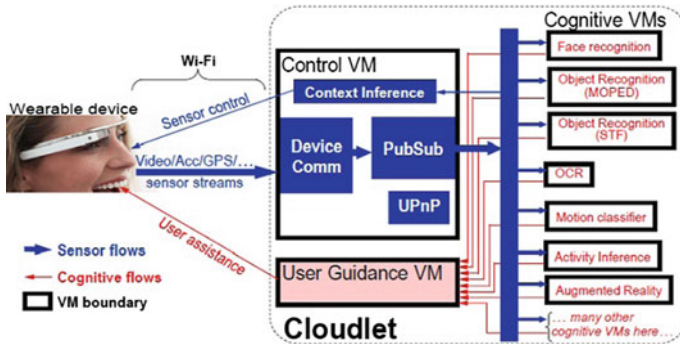 Cognitive VMs
Wi-Fi
Control VM
Face recognition
Context Inference
Object Recognition
(MOPED)
Wearable device
Sensor control
Object Recognition
(STF)
Device
Comm
PubSub
Video/Acc/GPS/…
sensor streams
OCR
UPnP
Motion classifier
User assistance
Sensor flows
Cognitive flows
VM boundary
User Guidance VM
Activity Inference
Augmented Reality
Cloudlet
… many other
cognitive VMs here …